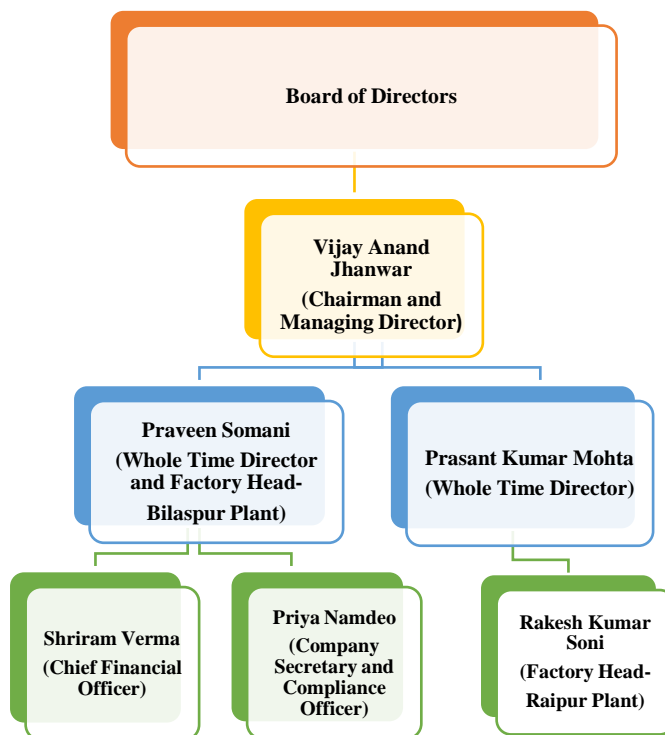 Board of Directors
Vijay Anand
Jhanwar
(Chairman and
Managing Director)
Praveen Somani
(Whole Time Director
and Factory Head-
Bilaspur Plant)
Prasant Kumar Mohta
(Whole Time Director)
Shriram Verma
(Chief Financial
Officer)
Priya Namdeo
(Company
Secretary and
Compliance
Officer)
Rakesh Kumar
Soni
(Factory Head-
Raipur Plant)